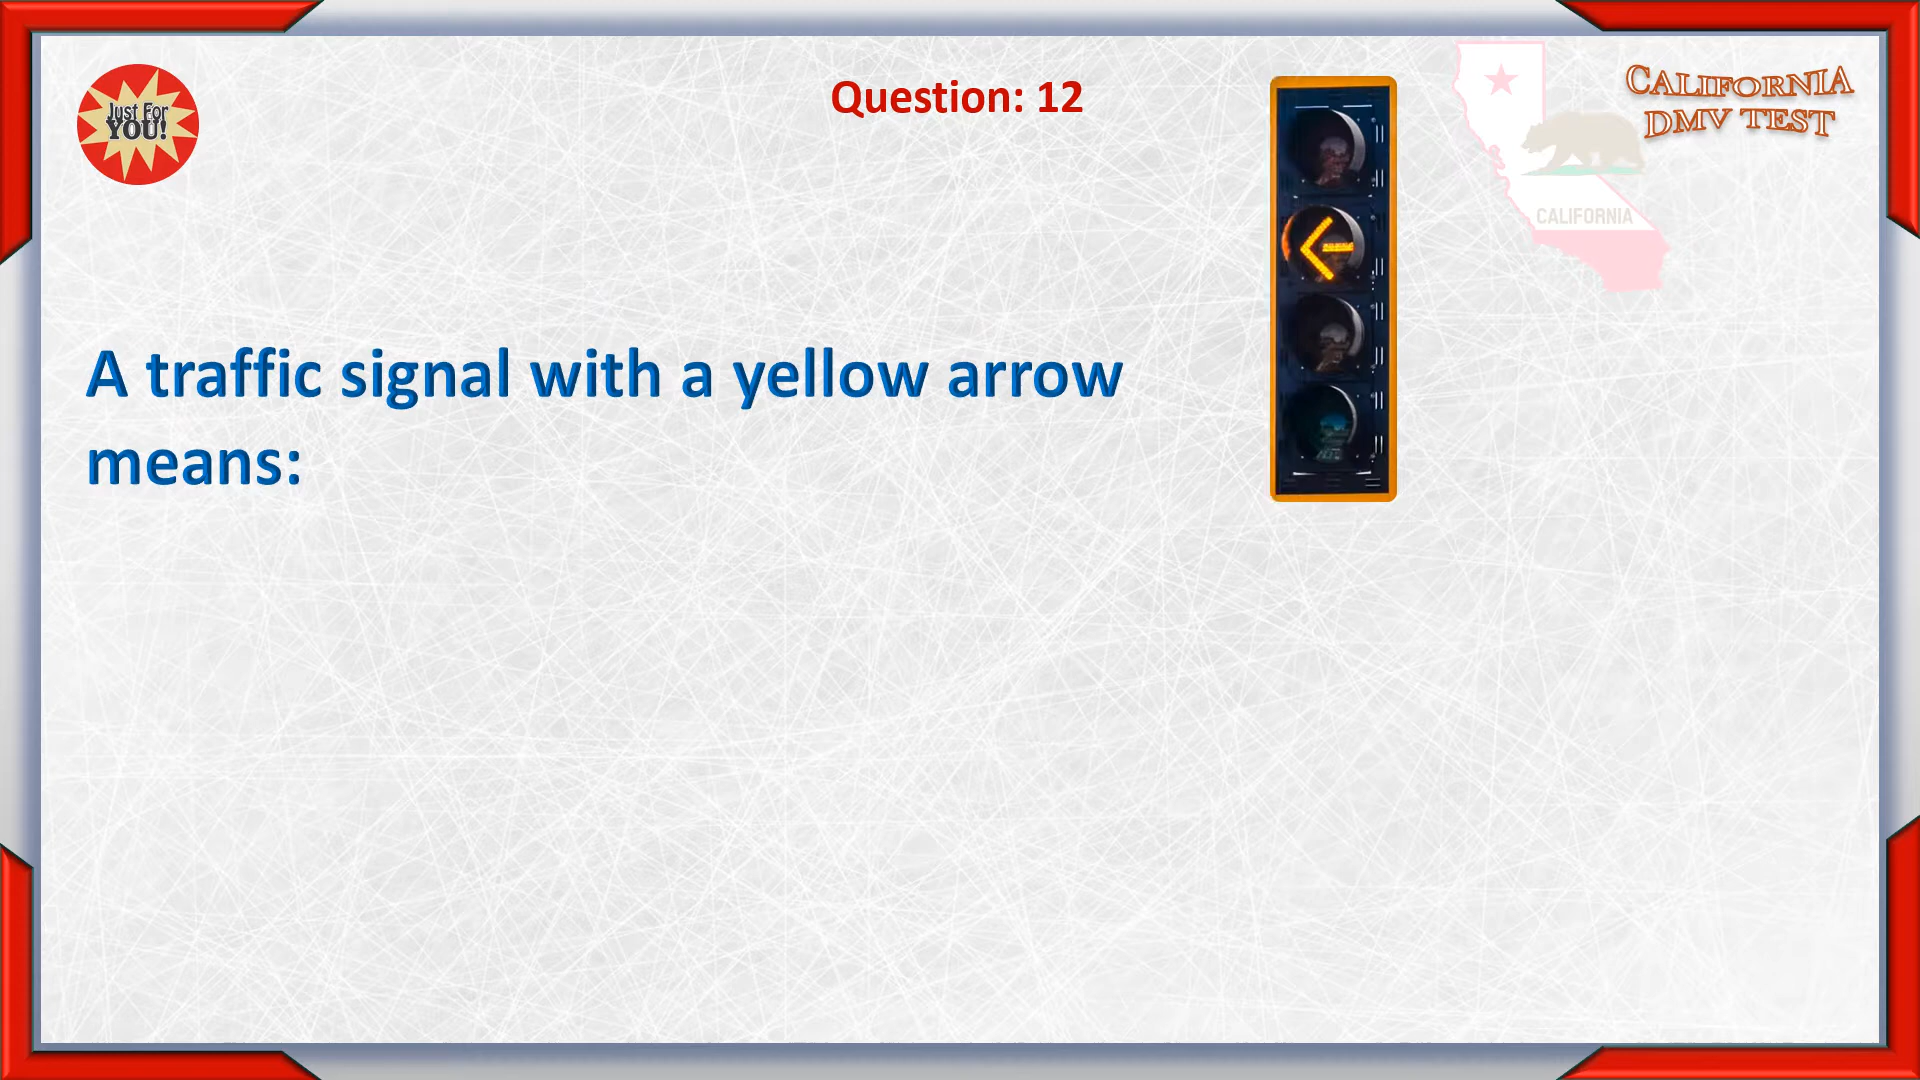 Just For
YOU!
Question: 12
CALIFORNIA
DMV TEST
CALIFORNIA
A traffic signal with a yellow arrow
means: